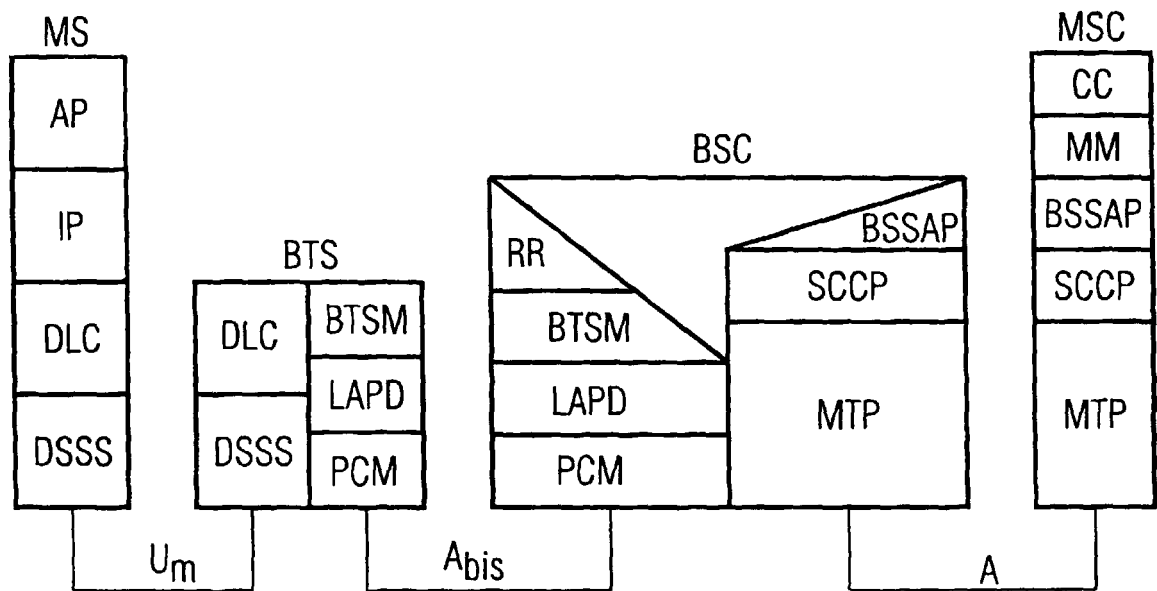 MS
AP
IP
DLC
DSSS
BTS
DLC
DSSS
BTSM
LAPD
PCM
BSC
RR
BTSM
LAPD
PCM
BSSAP
SCCP
MTP
MSC
CC
MM
BSSAP
SCCP
MTP
Um
Abis
A